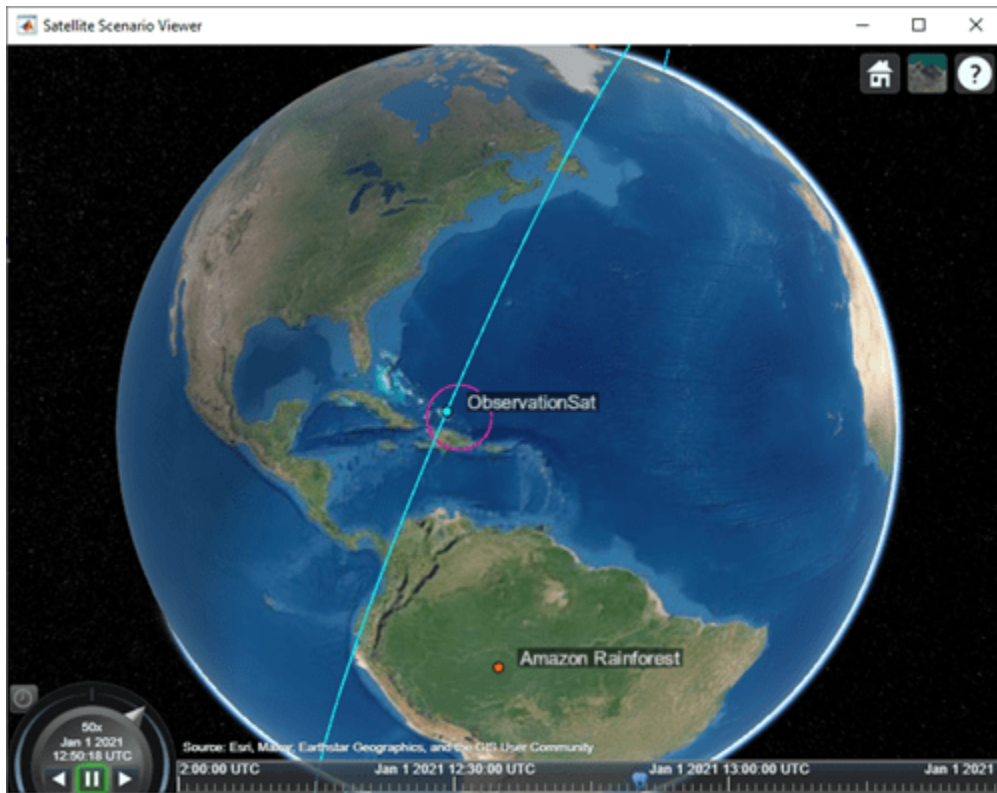 Satellite Scenario Viewer
?
ObservationSat
Amazon Rainforest
50x
Jan 1 2021
12:50:18 UTC
Source: Esri, Maxar, Earthstar Geographics, and the GIS User Community
2:00:00 UTC
Jan 1 2021 12:30:00 UTC
Jan 1 2021 13:00:00 UTC
Jan 1 2021